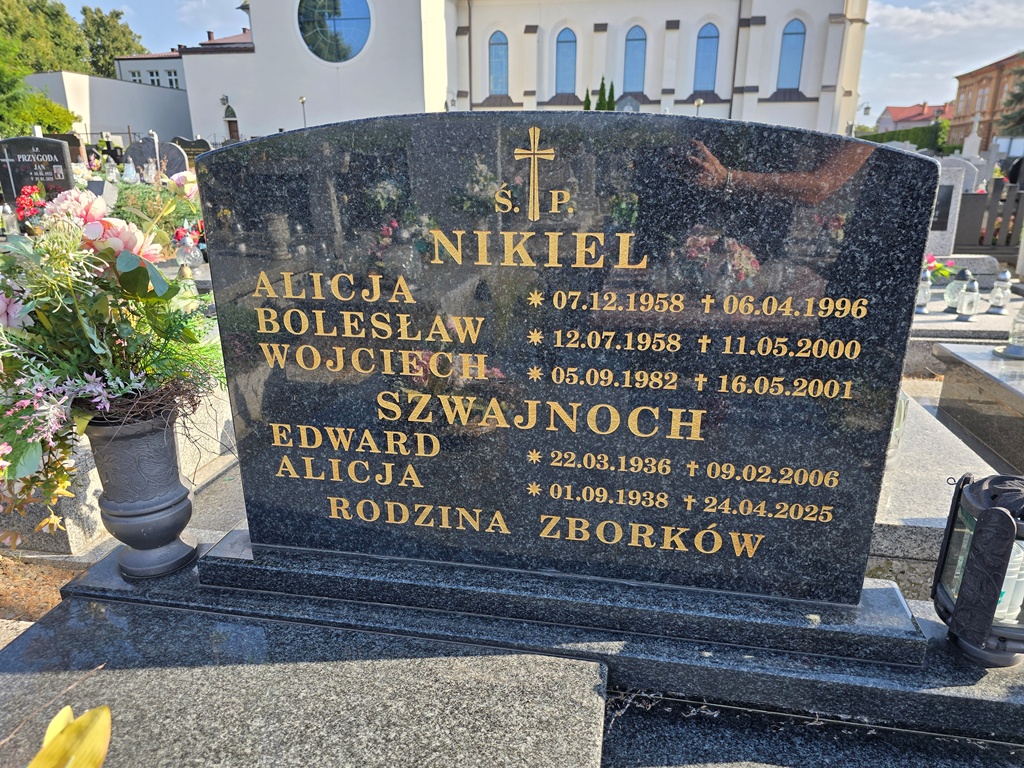 Ś. P.
NIKIEL
ALICJA * 07.12.1958 † 06.04.1996
BOLESŁAW * 12.07.1958 † 11.05.2000
WOJCIECH * 05.09.1982 † 16.05.2001
SZWAJNOCH
EDWARD * 22.03.1936 † 09.02.2006
ALICJA * 01.09.1938 † 24.04.2025
RODZINA ZBORKÓW
Ś.P.
PRZYGODA
JAN